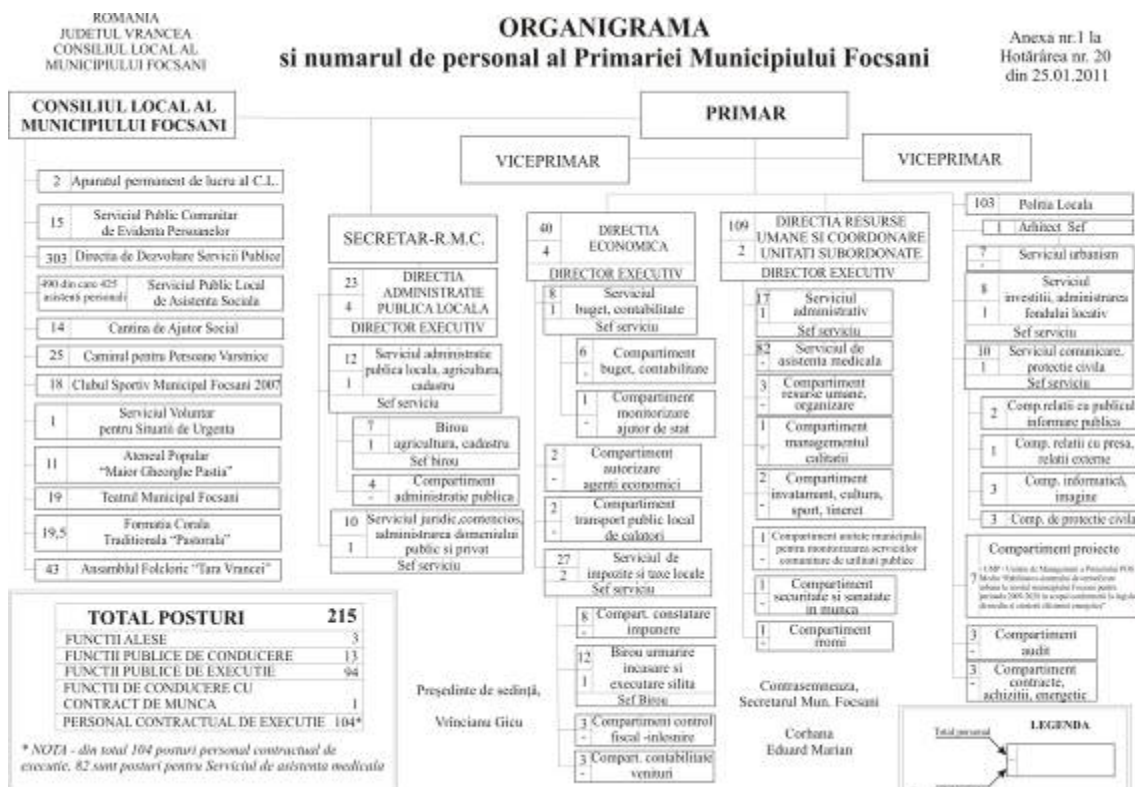 ROMANIA
JUDETUL VRANCEA
CONSILIUL LOCAL AL
MUNICIPIULUI FOCSANI
ORGANIGRAMA
si numarul de personal al Primariei Municipiului Focsani
Anexa nr.1 la
Hotărârea nr. 20
din 25.01.2011
CONSILIUL LOCAL AL
MUNICIPIULUI FOCSANI
PRIMAR
VICEPRIMAR
VICEPRIMAR
2 Aparatul permanent de lucru al C.L.
15 Serviciul Public Comunitar
de Evidenta Persoanelor
303 Directia de Dezvoltare Servicii Publice
490 din care 425
asistenti personali
Serviciul Public Local
de Asistenta Sociala
14 Cantina de Ajutor Social
25 Caminul pentru Persoane Varstnice
18 Clubul Sportiv Municipal Focsani 2007
1 Serviciul Voluntar
pentru Situatii de Urgenta
11 Ateneul Popular
"Maior Gheorghe Pastia"
19 Teatrul Municipal Focsani
19,5 Formatia Corala
Traditionala "Pastorala"
43 Ansamblul Folcloric "Tara Vrancei"
SECRETAR-R.M.C.
23 DIRECTIA
ADMINISTRATIE
4 PUBLICA LOCALA
DIRECTOR EXECUTIV
12 Serviciul administratie
publica locala, agricultura,
1 cadastru
Sef serviciu
7 Birou
1 agricultura, cadastru
Sef birou
4 Compartiment
- administratie publica
10 Serviciul juridic,contencios,
administrarea domeniului
1 public si privat
Sef serviciu
40 DIRECTIA
4 ECONOMICA
DIRECTOR EXECUTIV
8 Serviciul
1 buget, contabilitate
Sef serviciu
6 Compartiment
- buget, contabilitate
1 Compartiment
monitorizare
- ajutor de stat
2 Compartiment
autorizare
- agenti economici
2 Compartiment
transport public local
- de calatori
27 Serviciul de
2 impozite si taxe locale
Sef serviciu
8 Compart. constatare
- impunere
12 Birou urmarire
incasare si
1 executare silita
Sef Birou
3 Compartiment control
- fiscal -inlesnire
3 Compart. contabilitate
- venituri
109 DIRECTIA RESURSE
UMANE SI COORDONARE
2 UNITATI SUBORDONATE
DIRECTOR EXECUTIV
17 Serviciul
1 administrativ
Sef serviciu
82 Serviciul de
- asistenta medicala
3 Compartiment
resurse umane,
- organizare
1 Compartiment
managementul
- calitatii
2 Compartiment
invatamant, cultura,
- sport, tineret
1 Compartiment unitate municipala
pentru monitorizarea serviciilor
- comunitare de utilitati publice
1 Compartiment
securitate si sanatate
- in munca
1 Compartiment
- rromi
103 Politia Locala
1 Arhitect Sef
7 Serviciul urbanism
-
8 Serviciul
investitii, administrarea
1 fondului locativ
Sef serviciu
10 Serviciul comunicare,
1 protectie civila
Sef serviciu
2 Comp.relatii cu publicul
informare publica
1 Comp. relatii cu presa,
relatii externe
3 Comp. informatică,
imagine
3 Comp. de protectie civila
Compartiment proiecte
7
3 Compartiment
- audit
3 Compartiment
contracte,
- achizitii, energetic
TOTAL POSTURI 215
FUNCTII ALESE 3
FUNCTII PUBLICE DE CONDUCERE 13
FUNCTII PUBLICE DE EXECUTIE 94
FUNCTII DE CONDUCERE CU
CONTRACT DE MUNCA 1
PERSONAL CONTRACTUAL DE EXECUTIE 104*
* NOTA - din total 104 posturi personal contractual de
executie, 82 sunt posturi pentru Serviciul de asistenta medicala
Președinte de sedință,
Vrîncianu Gicu
Contrasemneaza,
Secretarul Mun. Focsani
Corhana
Eduard Marian
LEGENDA
Total personal